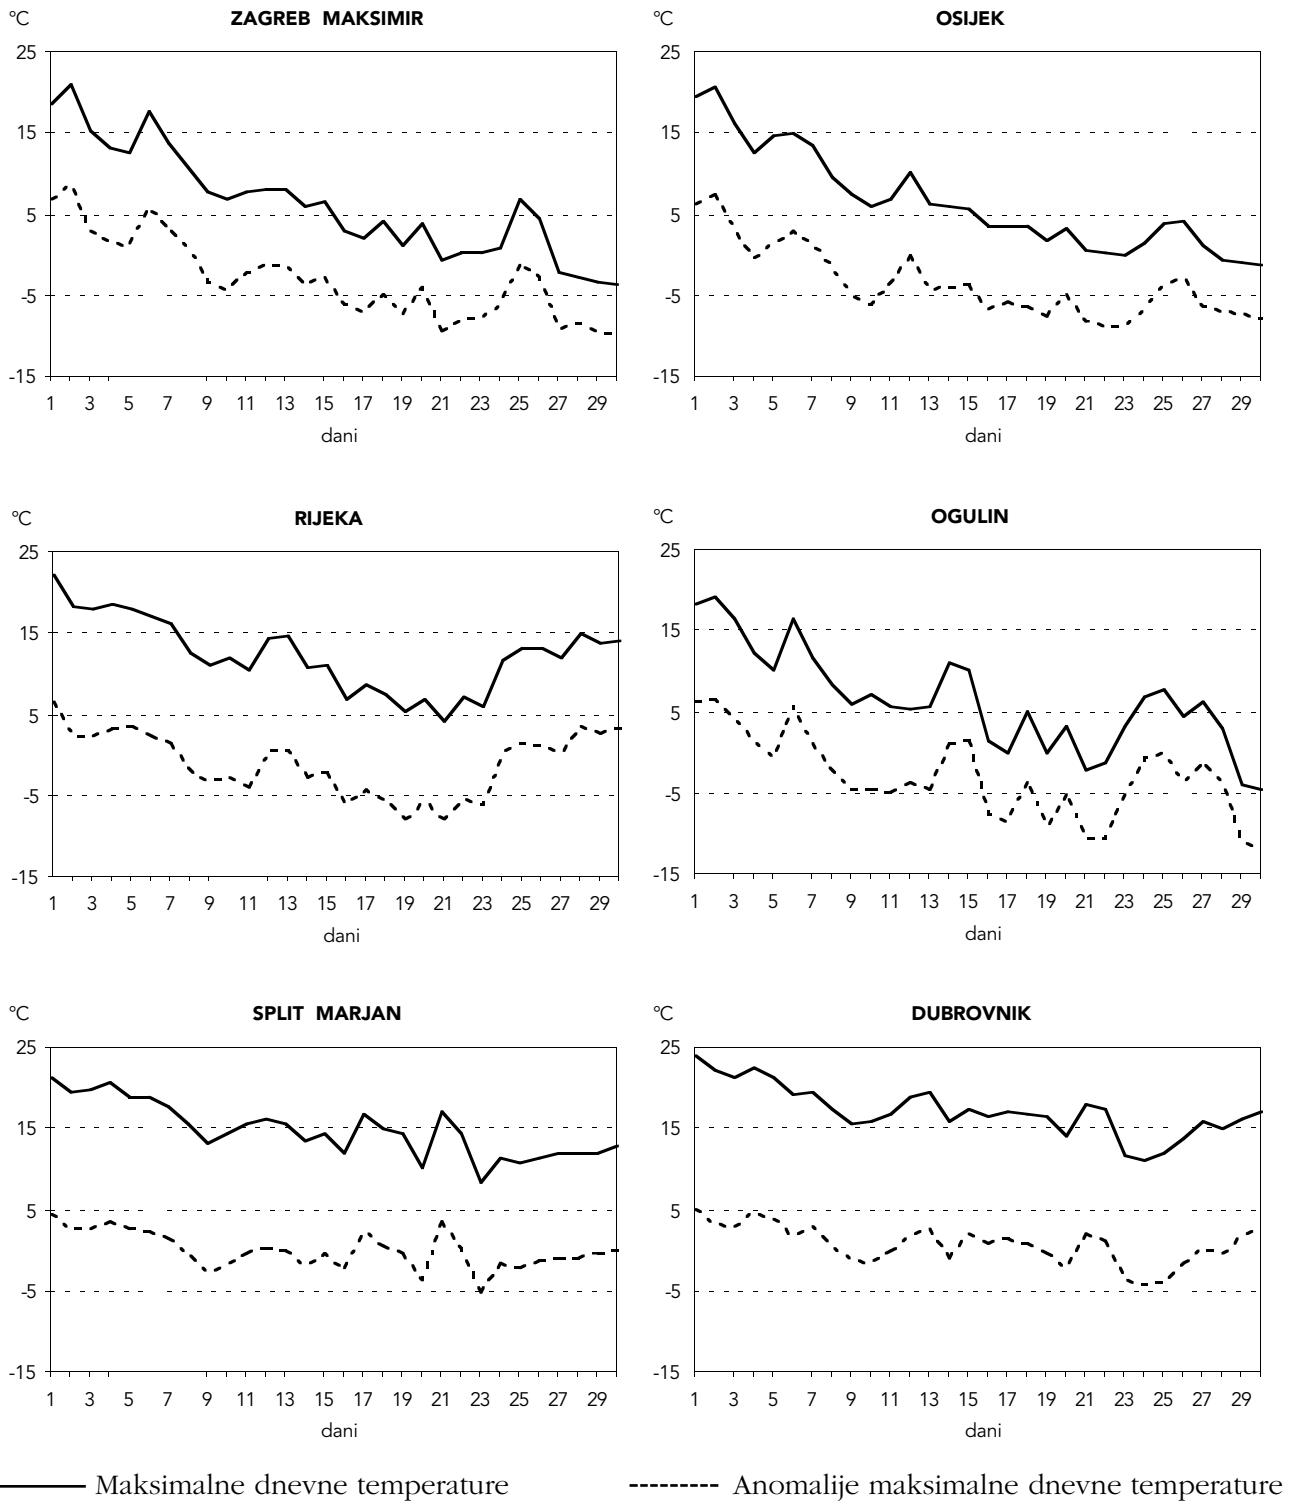 °C ZAGREB MAKSIMIR
25
15
5
-5
-15
1 3 5 7 9 11 13 15 17 19 21 23 25 27 29
dani
°C OSIJEK
25
15
5
-5
-15
1 3 5 7 9 11 13 15 17 19 21 23 25 27 29
dani
°C RIJEKA
25
15
5
-5
-15
1 3 5 7 9 11 13 15 17 19 21 23 25 27 29
dani
°C OGULIN
25
15
5
-5
-15
1 3 5 7 9 11 13 15 17 19 21 23 25 27 29
dani
°C SPLIT MARJAN
25
15
5
-5
-15
1 3 5 7 9 11 13 15 17 19 21 23 25 27 29
dani
°C DUBROVNIK
25
15
5
-5
-15
1 3 5 7 9 11 13 15 17 19 21 23 25 27 29
dani
Maksimalne dnevne temperature
Anomalije maksimalne dnevne temperature